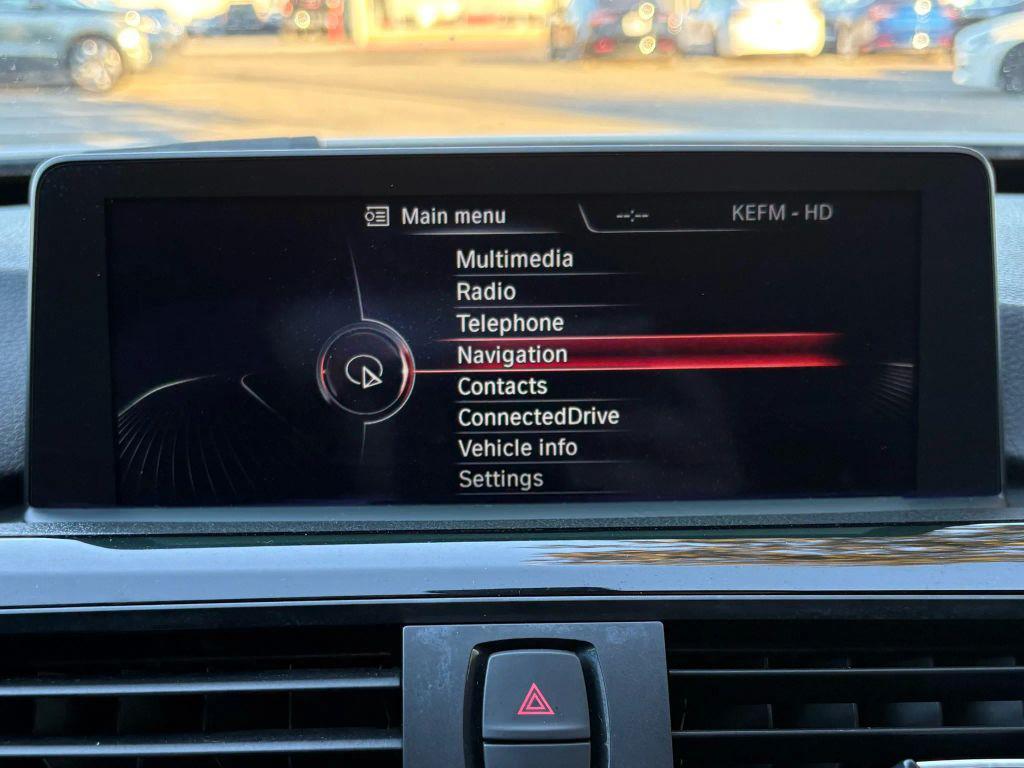 Main menu --:-- KEFM - HD
Multimedia
Radio
Telephone
Navigation
Contacts
ConnectedDrive
Vehicle info
Settings